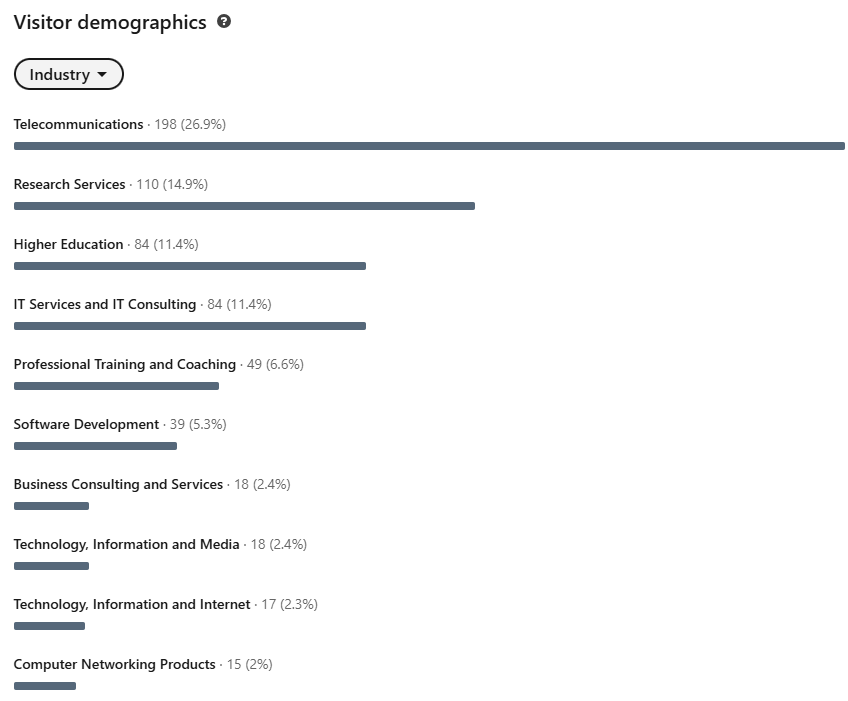 Visitor demographics ?
Industry
Telecommunications · 198 (26.9%)
Research Services · 110 (14.9%)
Higher Education · 84 (11.4%)
IT Services and IT Consulting · 84 (11.4%)
Professional Training and Coaching · 49 (6.6%)
Software Development · 39 (5.3%)
Business Consulting and Services · 18 (2.4%)
Technology, Information and Media · 18 (2.4%)
Technology, Information and Internet · 17 (2.3%)
Computer Networking Products · 15 (2%)